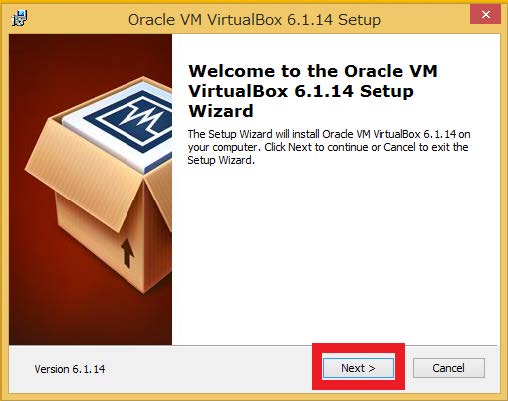 Oracle VM VirtualBox 6.1.14 Setup
Welcome to the Oracle VM
VirtualBox 6.1.14 Setup
Wizard
The Setup Wizard will install Oracle VM VirtualBox 6.1.14 on
your computer. Click Next to continue or Cancel to exit the
Setup Wizard.
Version 6.1.14
Next >
Cancel